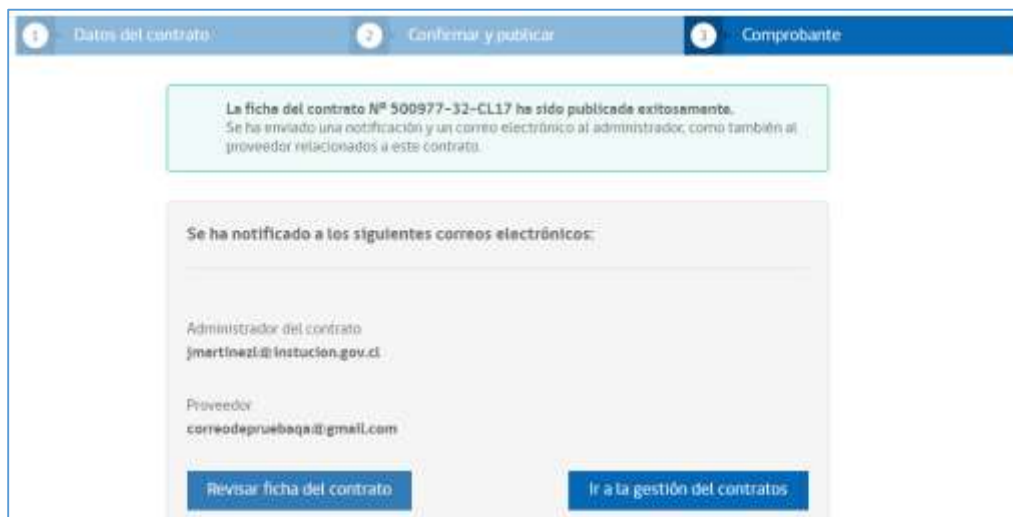 1 Datos del contrato
2 Confirmar y publicar
3 Comprobante
La ficha del contrato Nº 500977-32-CL17 ha sido publicada exitosamente.
Se ha enviado una notificación y un correo electrónico al administrador, como también al
proveedor relacionados a este contrato.
Se ha notificado a los siguientes correos electrónicos:
Administrador del contrato
jmartinezl@instucion.gov.cl
Proveedor
correodepruebaqa@gmail.com
Revisar ficha del contrato
Ir a la gestión del contratos